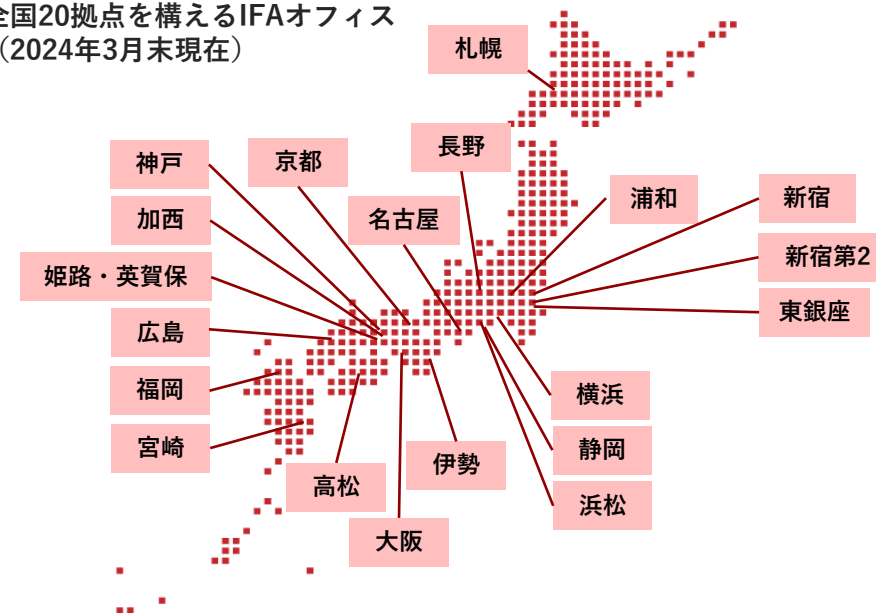 全国20拠点を構えるIFAオフィス
（2024年3月末現在）
札幌
長野
神戸
京都
浦和
新宿
加西
名古屋
新宿第2
姫路・英賀保
東銀座
広島
福岡
横浜
宮崎
静岡
伊勢
高松
浜松
大阪